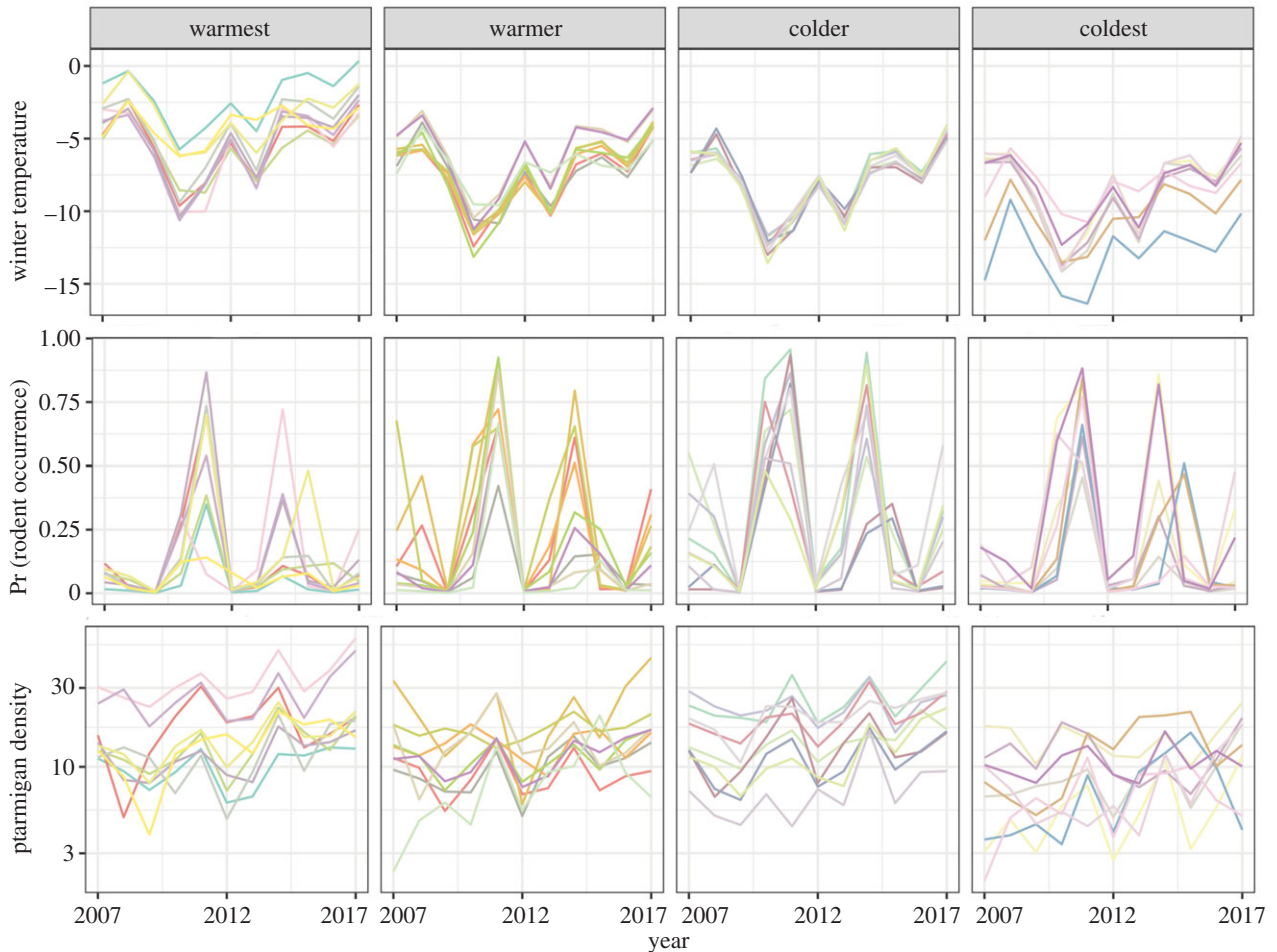 warmest warmer colder coldest
winter temperature
0
–5
–10
–15
Pr (rodent occurrence)
1.00
0.75
0.50
0.25
0
ptarmigan density
30
10
3
2007 2012 2017 2007 2012 2017 2007 2012 2017 2007 2012 2017
year